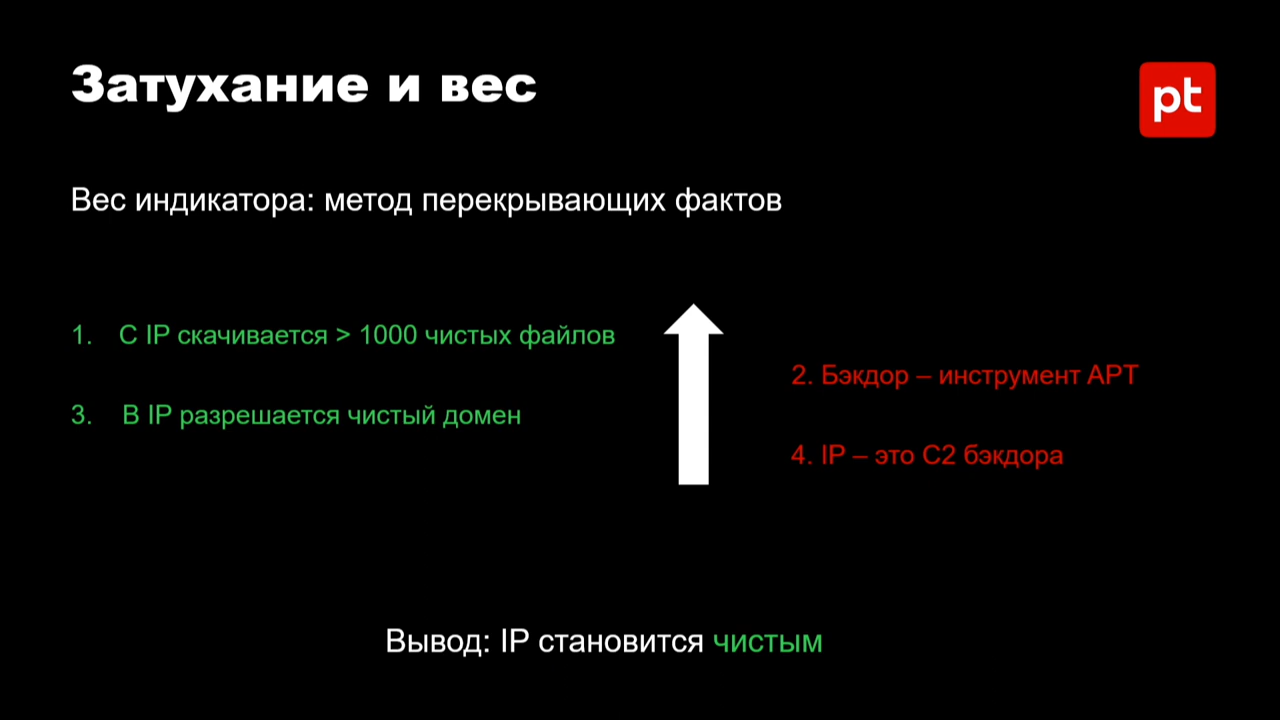 Затухание и вес
pt
Вес индикатора: метод перекрывающих фактов
1. С IP скачивается > 1000 чистых файлов
2. Бэкдор – инструмент APT
3. В IP разрешается чистый домен
4. IP – это C2 бэкдора
Вывод: IP становится чистым